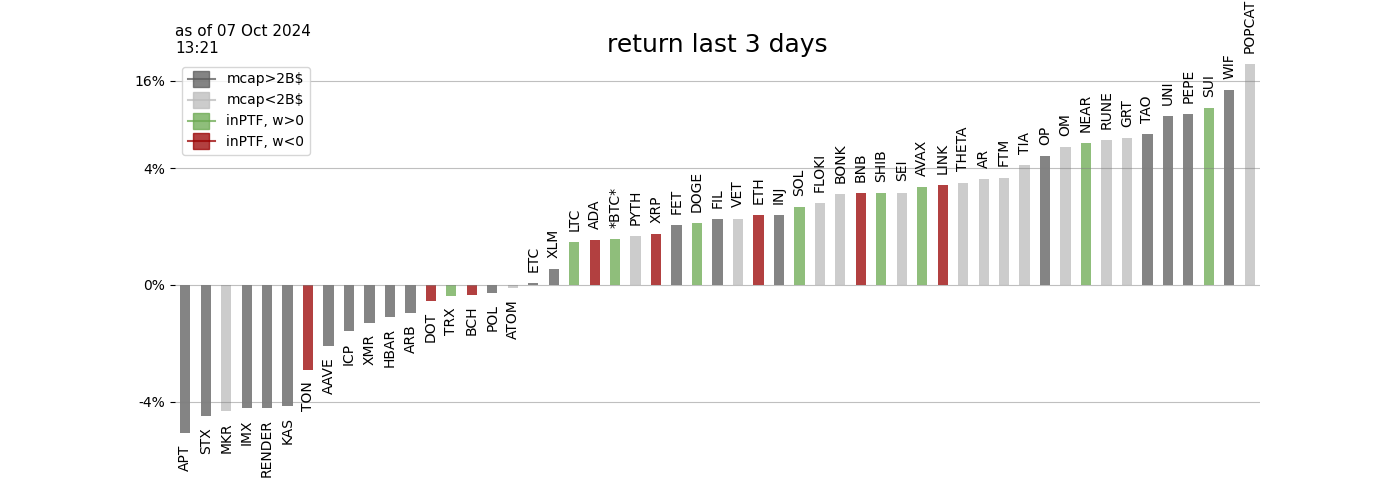 as of 07 Oct 2024
13:21
return last 3 days
mcap>2B$
mcap<2B$
inPTF, w>0
inPTF, w<0
16%
4%
0%
-4%
APT
STX
MKR
IMX
RENDER
KAS
TON
AAVE
ICP
XMR
HBAR
ARB
DOT
TRX
BCH
POL
ATOM
ETC
XLM
LTC
ADA
*BTC*
PYTH
XRP
FET
DOGE
FIL
VET
ETH
INJ
SOL
FLOKI
BONK
BNB
SHIB
SEI
AVAX
LINK
THETA
AR
FTM
TIA
OP
OM
NEAR
RUNE
GRT
TAO
UNI
PEPE
SUI
WIF
POPCAT